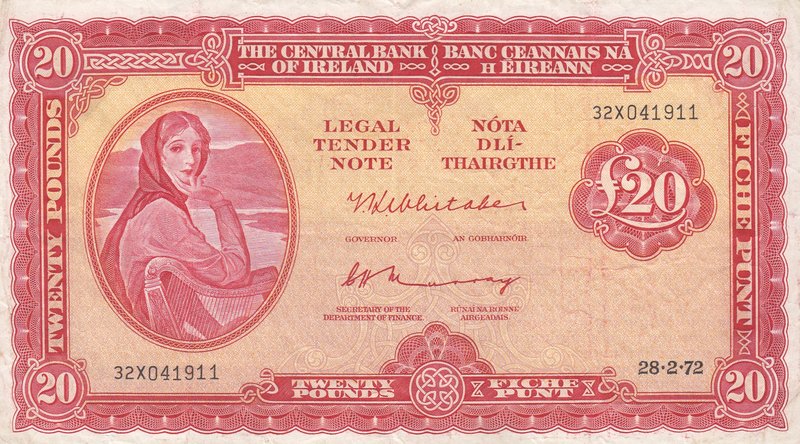 20
THE CENTRAL BANK OF IRELAND
BANC CEANNAIS NA H ÉIREANN
20
TWENTY POUNDS
LEGAL
TENDER
NOTE
NÓTA
DLÍ-
THAIRGTHE
32X041911
£20
FICHE PUNT
T K Whitaker
GOVERNOR
AN GOBHARNÓIR
C H Murray
SECRETARY OF THE
DEPARTMENT OF FINANCE
RÚNAÍ NA ROINNE
AIRGEADAIS
32X041911
28·2·72
20
TWENTY
POUNDS
FICHE
PUNT
20